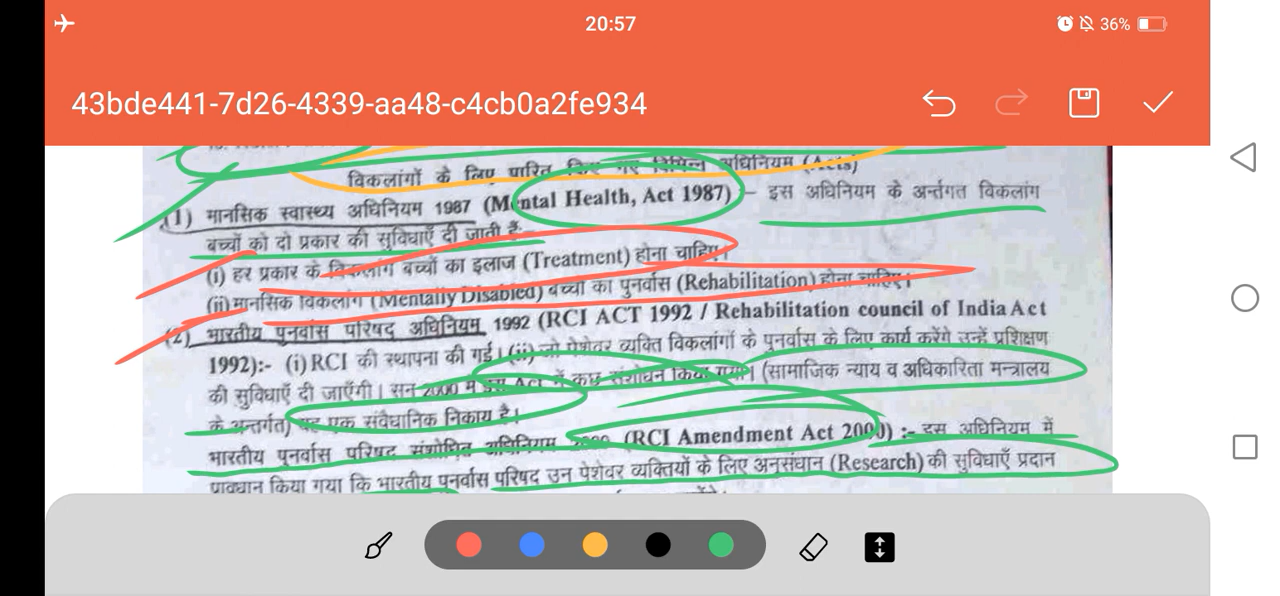 20:57
36%
43bde441-7d26-4339-aa48-c4cb0a2fe934
विकलांगों के लिए पारित किए गए विभिन्न अधिनियम (Acts)
(1) मानसिक स्वास्थ्य अधिनियम 1987 (Mental Health, Act 1987) – इस अधिनियम के अर्न्तगत विकलांग
बच्चों को दो प्रकार की सुविधाएँ दी जाती हैं-
(i) हर प्रकार के विकलांग बच्चों का इलाज (Treatment) होना चाहिए।
(ii) मानसिक विकलांग (Mentally Disabled) बच्चों का पुनर्वास (Rehabilitation) होना चाहिए।
(2) भारतीय पुनर्वास परिषद् अधिनियम 1992 (RCI ACT 1992 / Rehabilitation council of India Act
1992):- (i) RCI की स्थापना की गई। (ii) जो पेशेवर व्यक्ति विकलांगों के पुनर्वास के लिए कार्य करेंगे उन्हें प्रशिक्षण
की सुविधाएँ दी जाएँगी। सन् 2000 में इस Act में कुछ संशोधन किया गया। (सामाजिक न्याय व अधिकारिता मन्त्रालय
के अन्तर्गत) यह एक संवैधानिक निकाय है।
भारतीय पुनर्वास परिषद संशोधित अधिनियम 2000 (RCI Amendment Act 2000) :- इस अधिनियम में
प्रावधान किया गया कि भारतीय पुनर्वास परिषद उन पेशेवर व्यक्तियों के लिए अनुसंधान (Research) की सुविधाएँ प्रदान